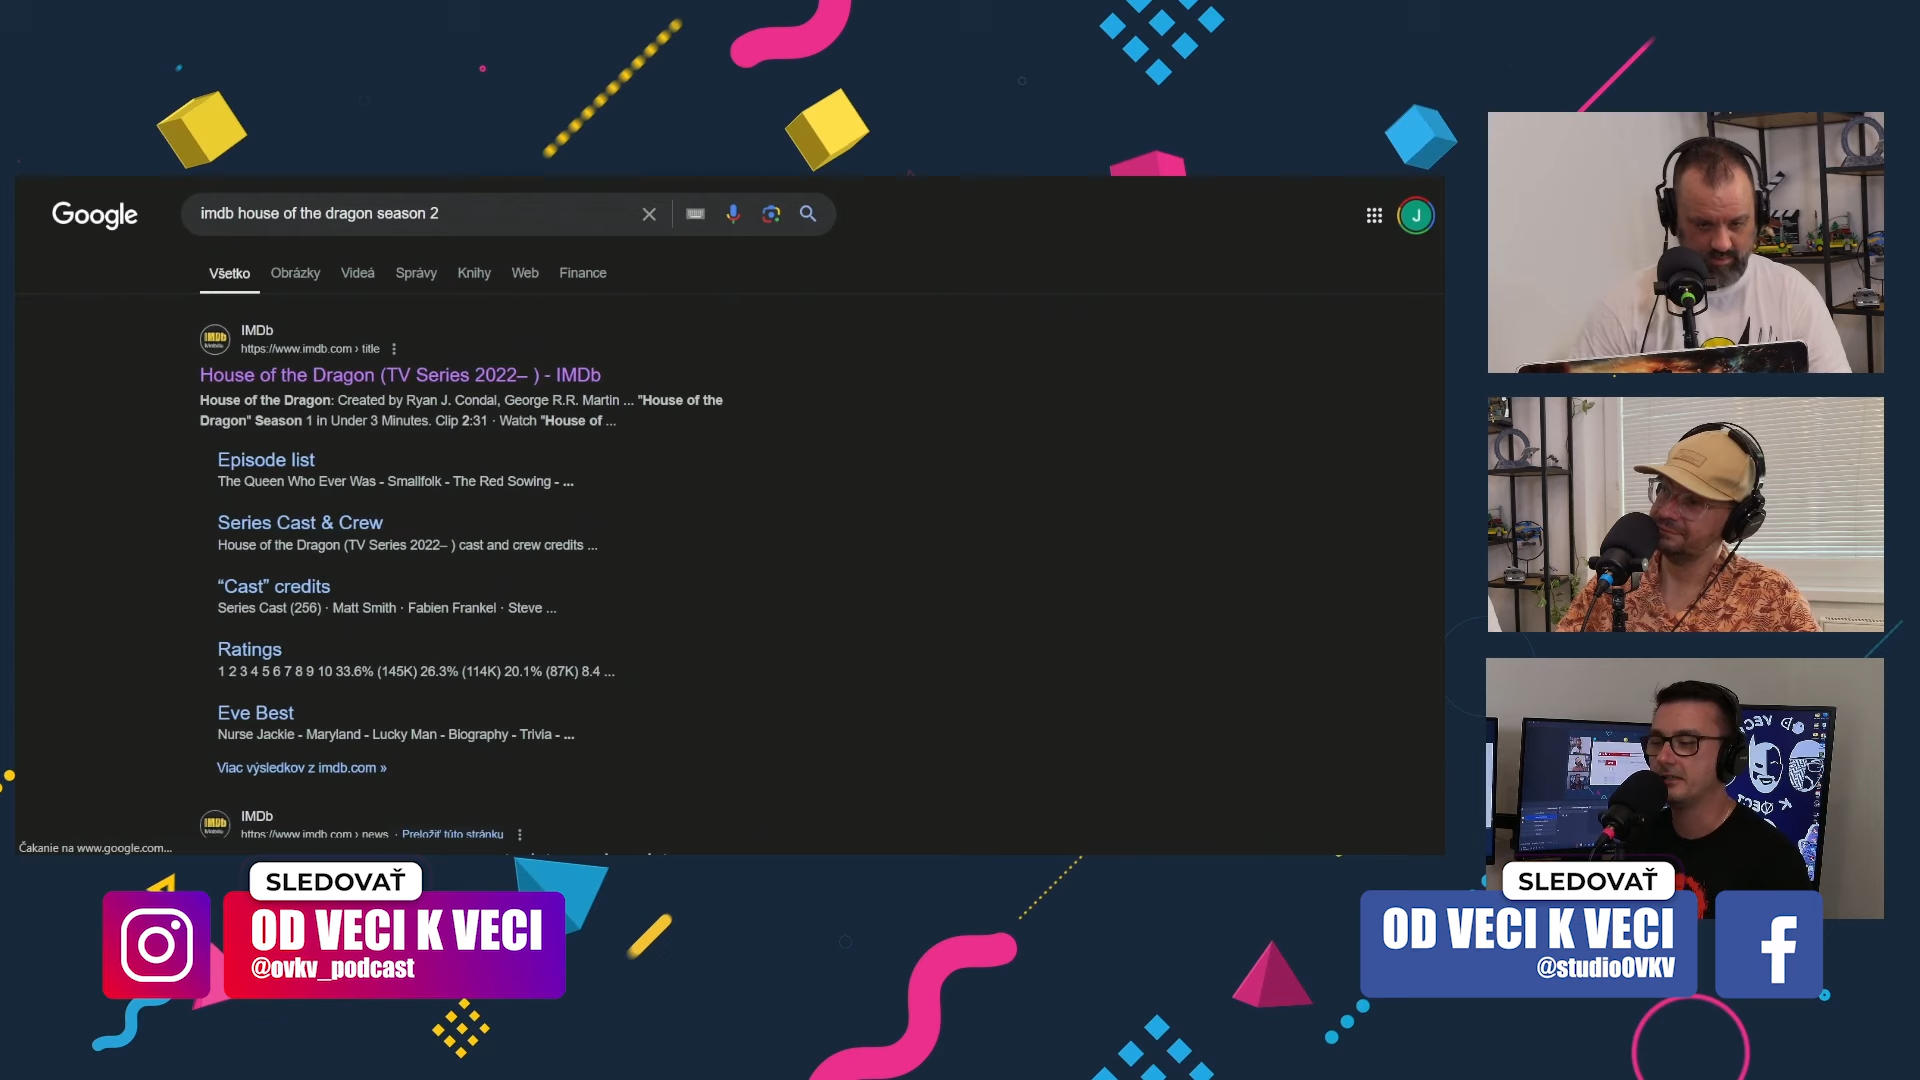 Google
imdb house of the dragon season 2
J
Všetko Obrázky Videá Správy Knihy Web Finance
IMDb
https://www.imdb.com › title
House of the Dragon (TV Series 2022– ) - IMDb
House of the Dragon: Created by Ryan J. Condal, George R.R. Martin ... "House of the
Dragon" Season 1 in Under 3 Minutes. Clip 2:31 · Watch "House of ...
Episode list
The Queen Who Ever Was - Smallfolk - The Red Sowing - ...
Series Cast & Crew
House of the Dragon (TV Series 2022– ) cast and crew credits ...
“Cast” credits
Series Cast (256) · Matt Smith · Fabien Frankel · Steve ...
Ratings
1 2 3 4 5 6 7 8 9 10 33.6% (145K) 26.3% (114K) 20.1% (87K) 8.4 ...
Eve Best
Nurse Jackie - Maryland - Lucky Man - Biography - Trivia - ...
Viac výsledkov z imdb.com »
IMDb
https://www.imdb.com › news · Preložiť túto stránku
Čakanie na www.google.com...
SLEDOVAŤ
OD VECI K VECI
@ovkv_podcast
SLEDOVAŤ
OD VECI K VECI
@studioOVKV